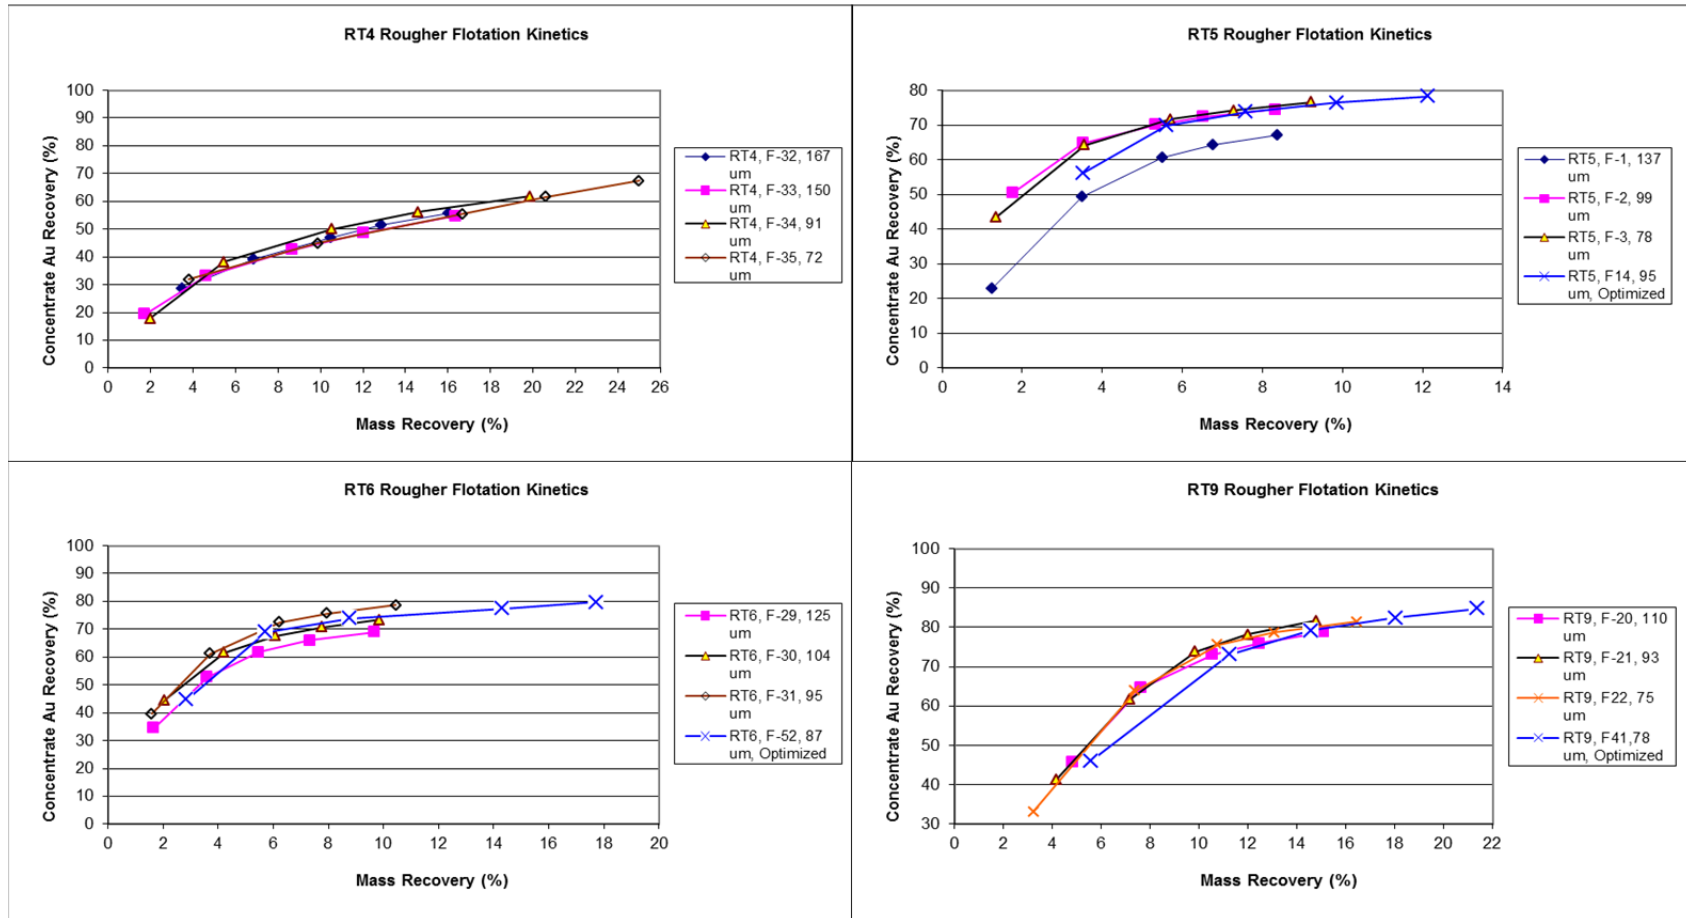 RT4 Rougher Flotation Kinetics
Concentrate Au Recovery (%)
100
90
80
70
60
50
40
30
20
10
0
0 2 4 6 8 10 12 14 16 18 20 22 24 26
Mass Recovery (%)
RT4, F-32, 167
um
RT4, F-33, 150
um
RT4, F-34, 91
um
RT4, F-35, 72
um
RT5 Rougher Flotation Kinetics
Concentrate Au Recovery (%)
80
70
60
50
40
30
20
10
0
0 2 4 6 8 10 12 14
Mass Recovery (%)
RT5, F-1, 137
um
RT5, F-2, 99
um
RT5, F-3, 78
um
RT5, F14, 95
um, Optimized
RT6 Rougher Flotation Kinetics
Concentrate Au Recovery (%)
100
90
80
70
60
50
40
30
20
10
0
0 2 4 6 8 10 12 14 16 18 20
Mass Recovery (%)
RT6, F-29, 125
um
RT6, F-30, 104
um
RT6, F-31, 95
um
RT6, F-52, 87
um, Optimized
RT9 Rougher Flotation Kinetics
Concentrate Au Recovery (%)
100
90
80
70
60
50
40
30
0 2 4 6 8 10 12 14 16 18 20 22
Mass Recovery (%)
RT9, F-20, 110
um
RT9, F-21, 93
um
RT9, F22, 75
um
RT9, F41,78
um, Optimized